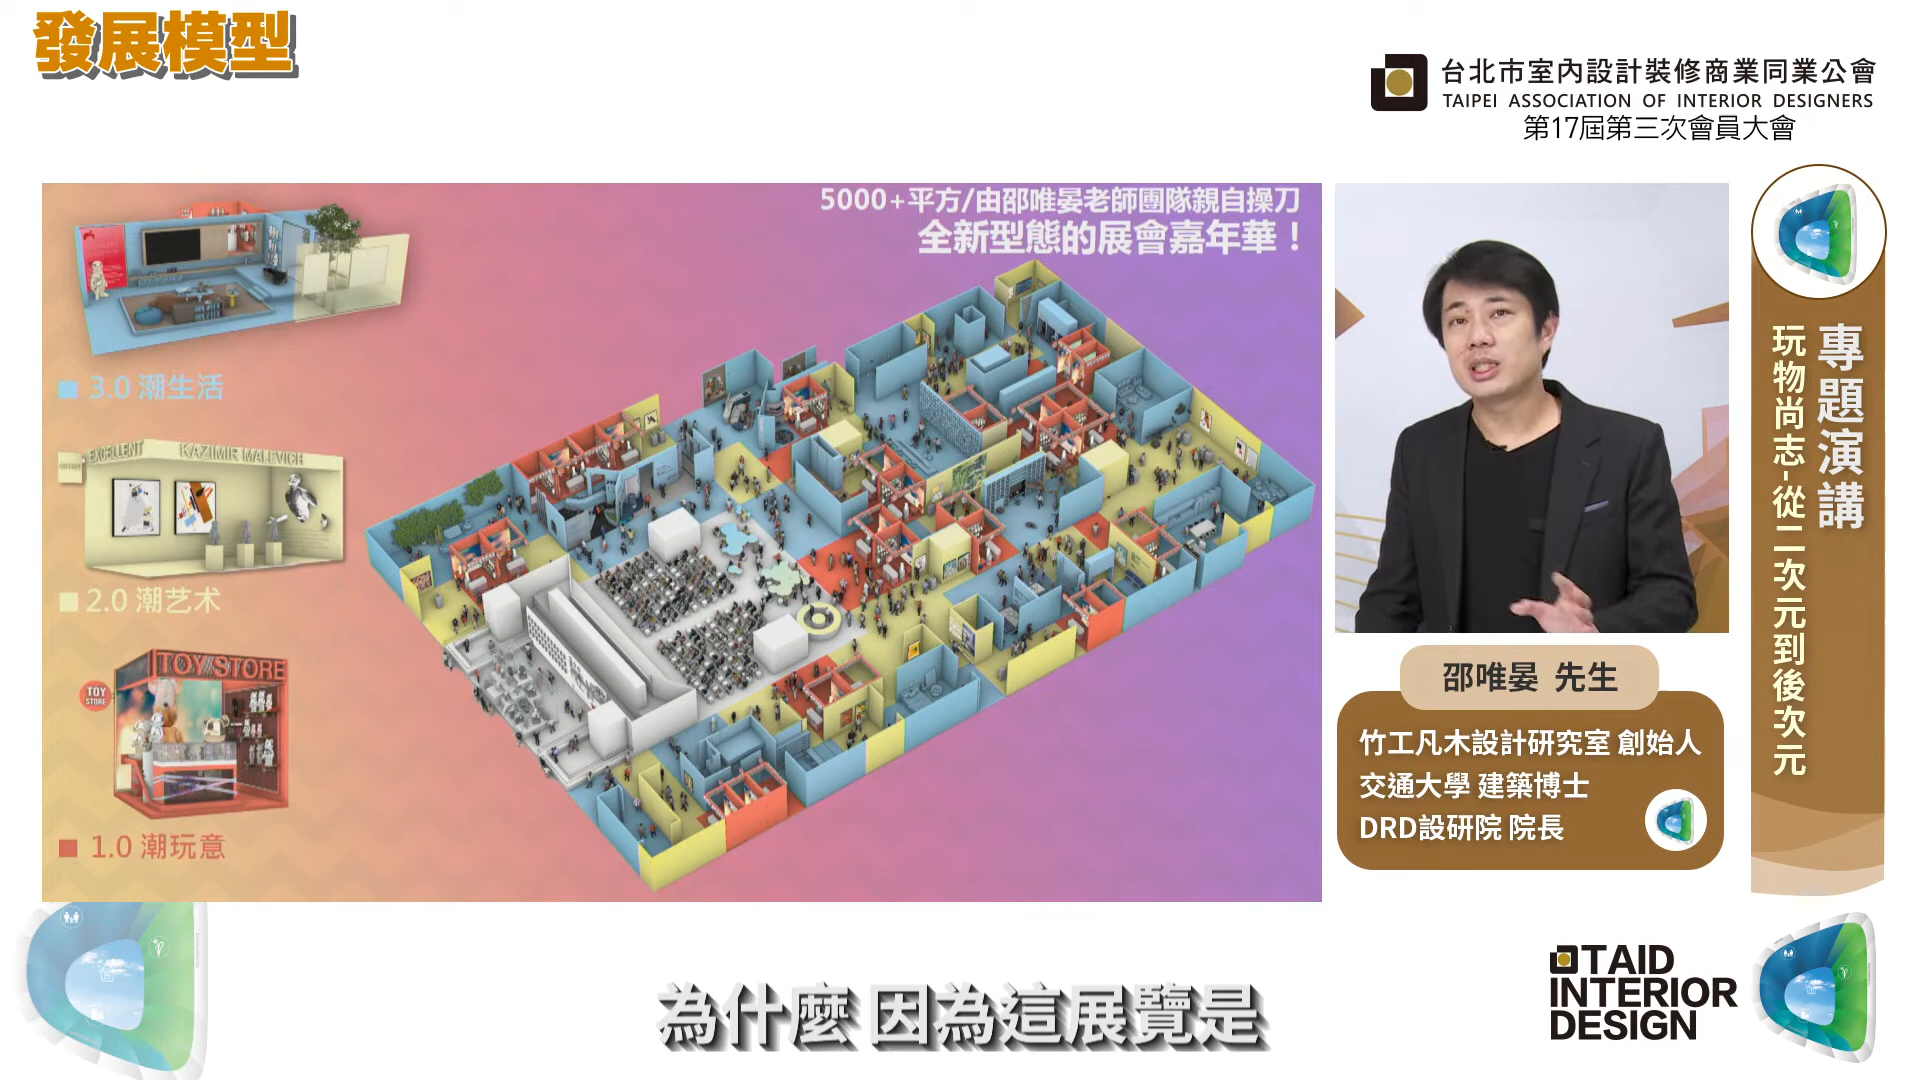 發展模型
台北市室內設計裝修商業同業公會
TAIPEI ASSOCIATION OF INTERIOR DESIGNERS
第17屆第三次會員大會
5000+平方/由邵唯晏老師團隊親自操刀
全新型態的展會嘉年華！
3.0 潮生活
EXCELLENT
KAZIMIR MALEVICH
2.0 潮艺术
TOY STORE
TOY
STORE
1.0 潮玩意
專題演講
玩物尚志-從二次元到後次元
邵唯晏 先生
竹工凡木設計研究室 創始人
交通大學 建築博士
DRD設研院 院長
為什麼 因為這展覽是
TAID
INTERIOR
DESIGN